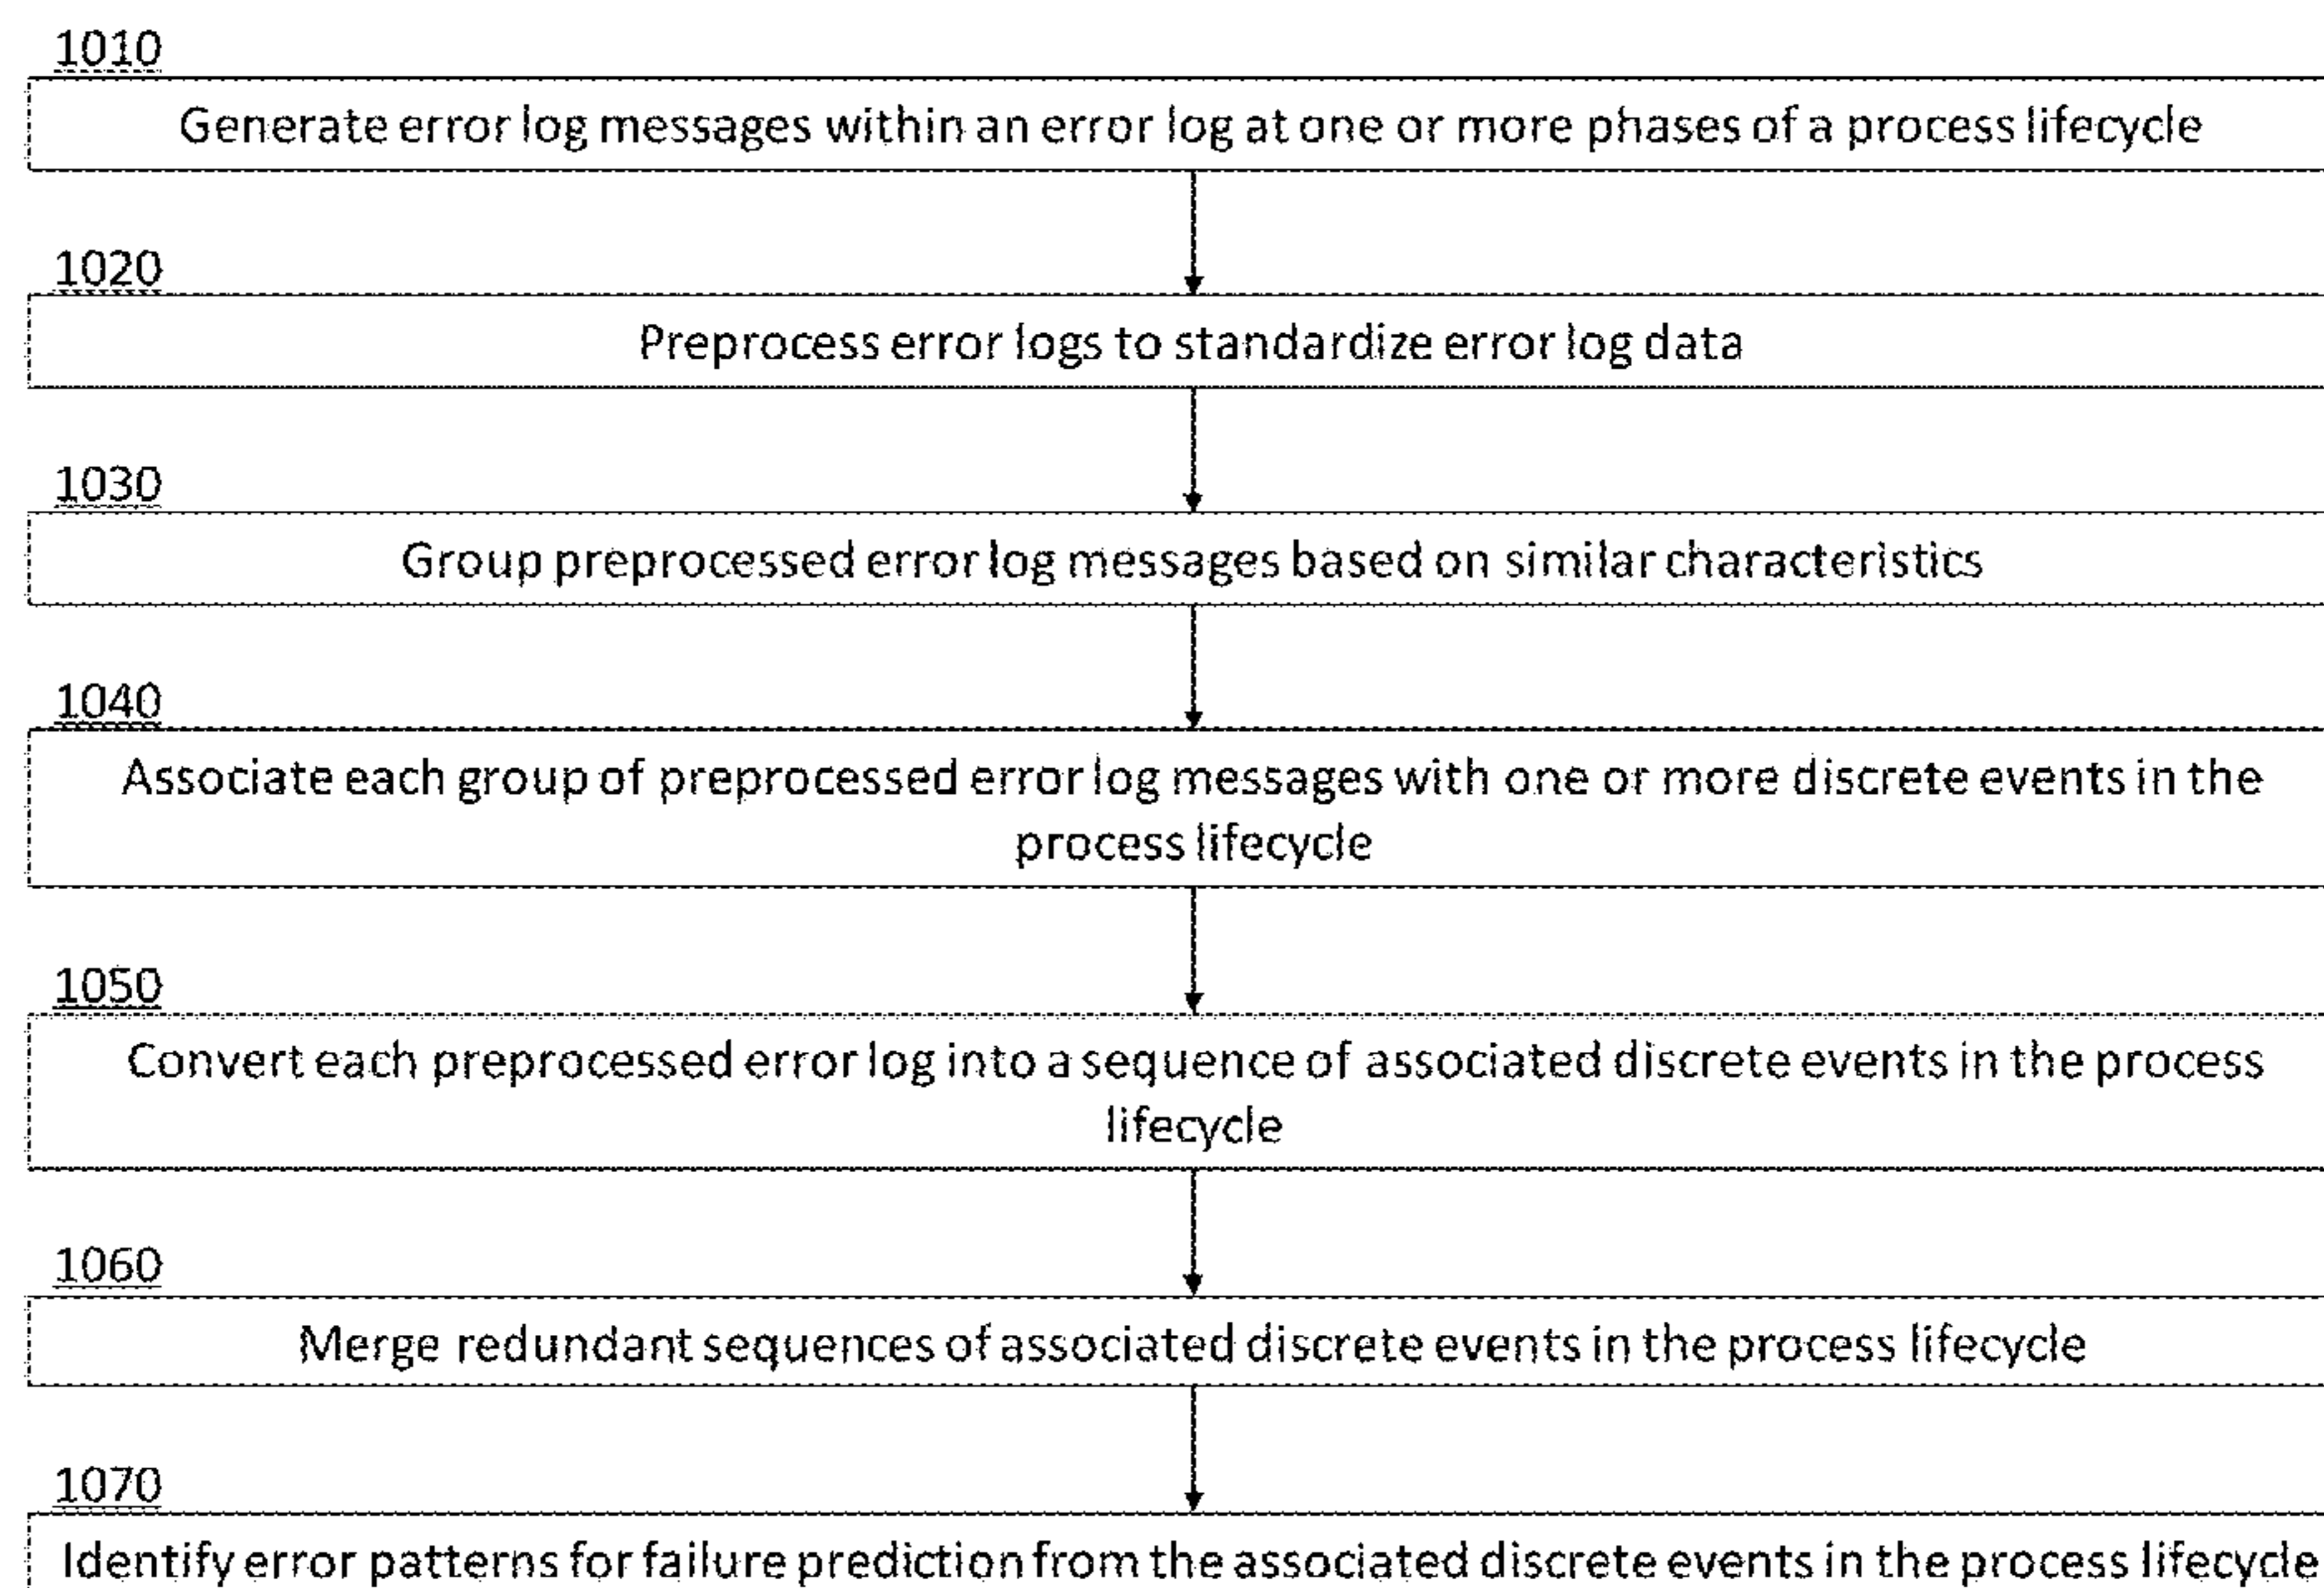 1010
Generate error log messages within an error log at one or more phases of a process lifecycle
1020
Preprocess error logs to standardize error log data
1030
Group preprocessed error log messages based on similar characteristics
1040
Associate each group of preprocessed error log messages with one or more discrete events in the
process lifecycle
1050
Convert each preprocessed error log into a sequence of associated discrete events in the process
lifecycle
1060
Merge redundant sequences of associated discrete events in the process lifecycle
1070
Identify error patterns for failure prediction from the associated discrete events in the process lifecycle